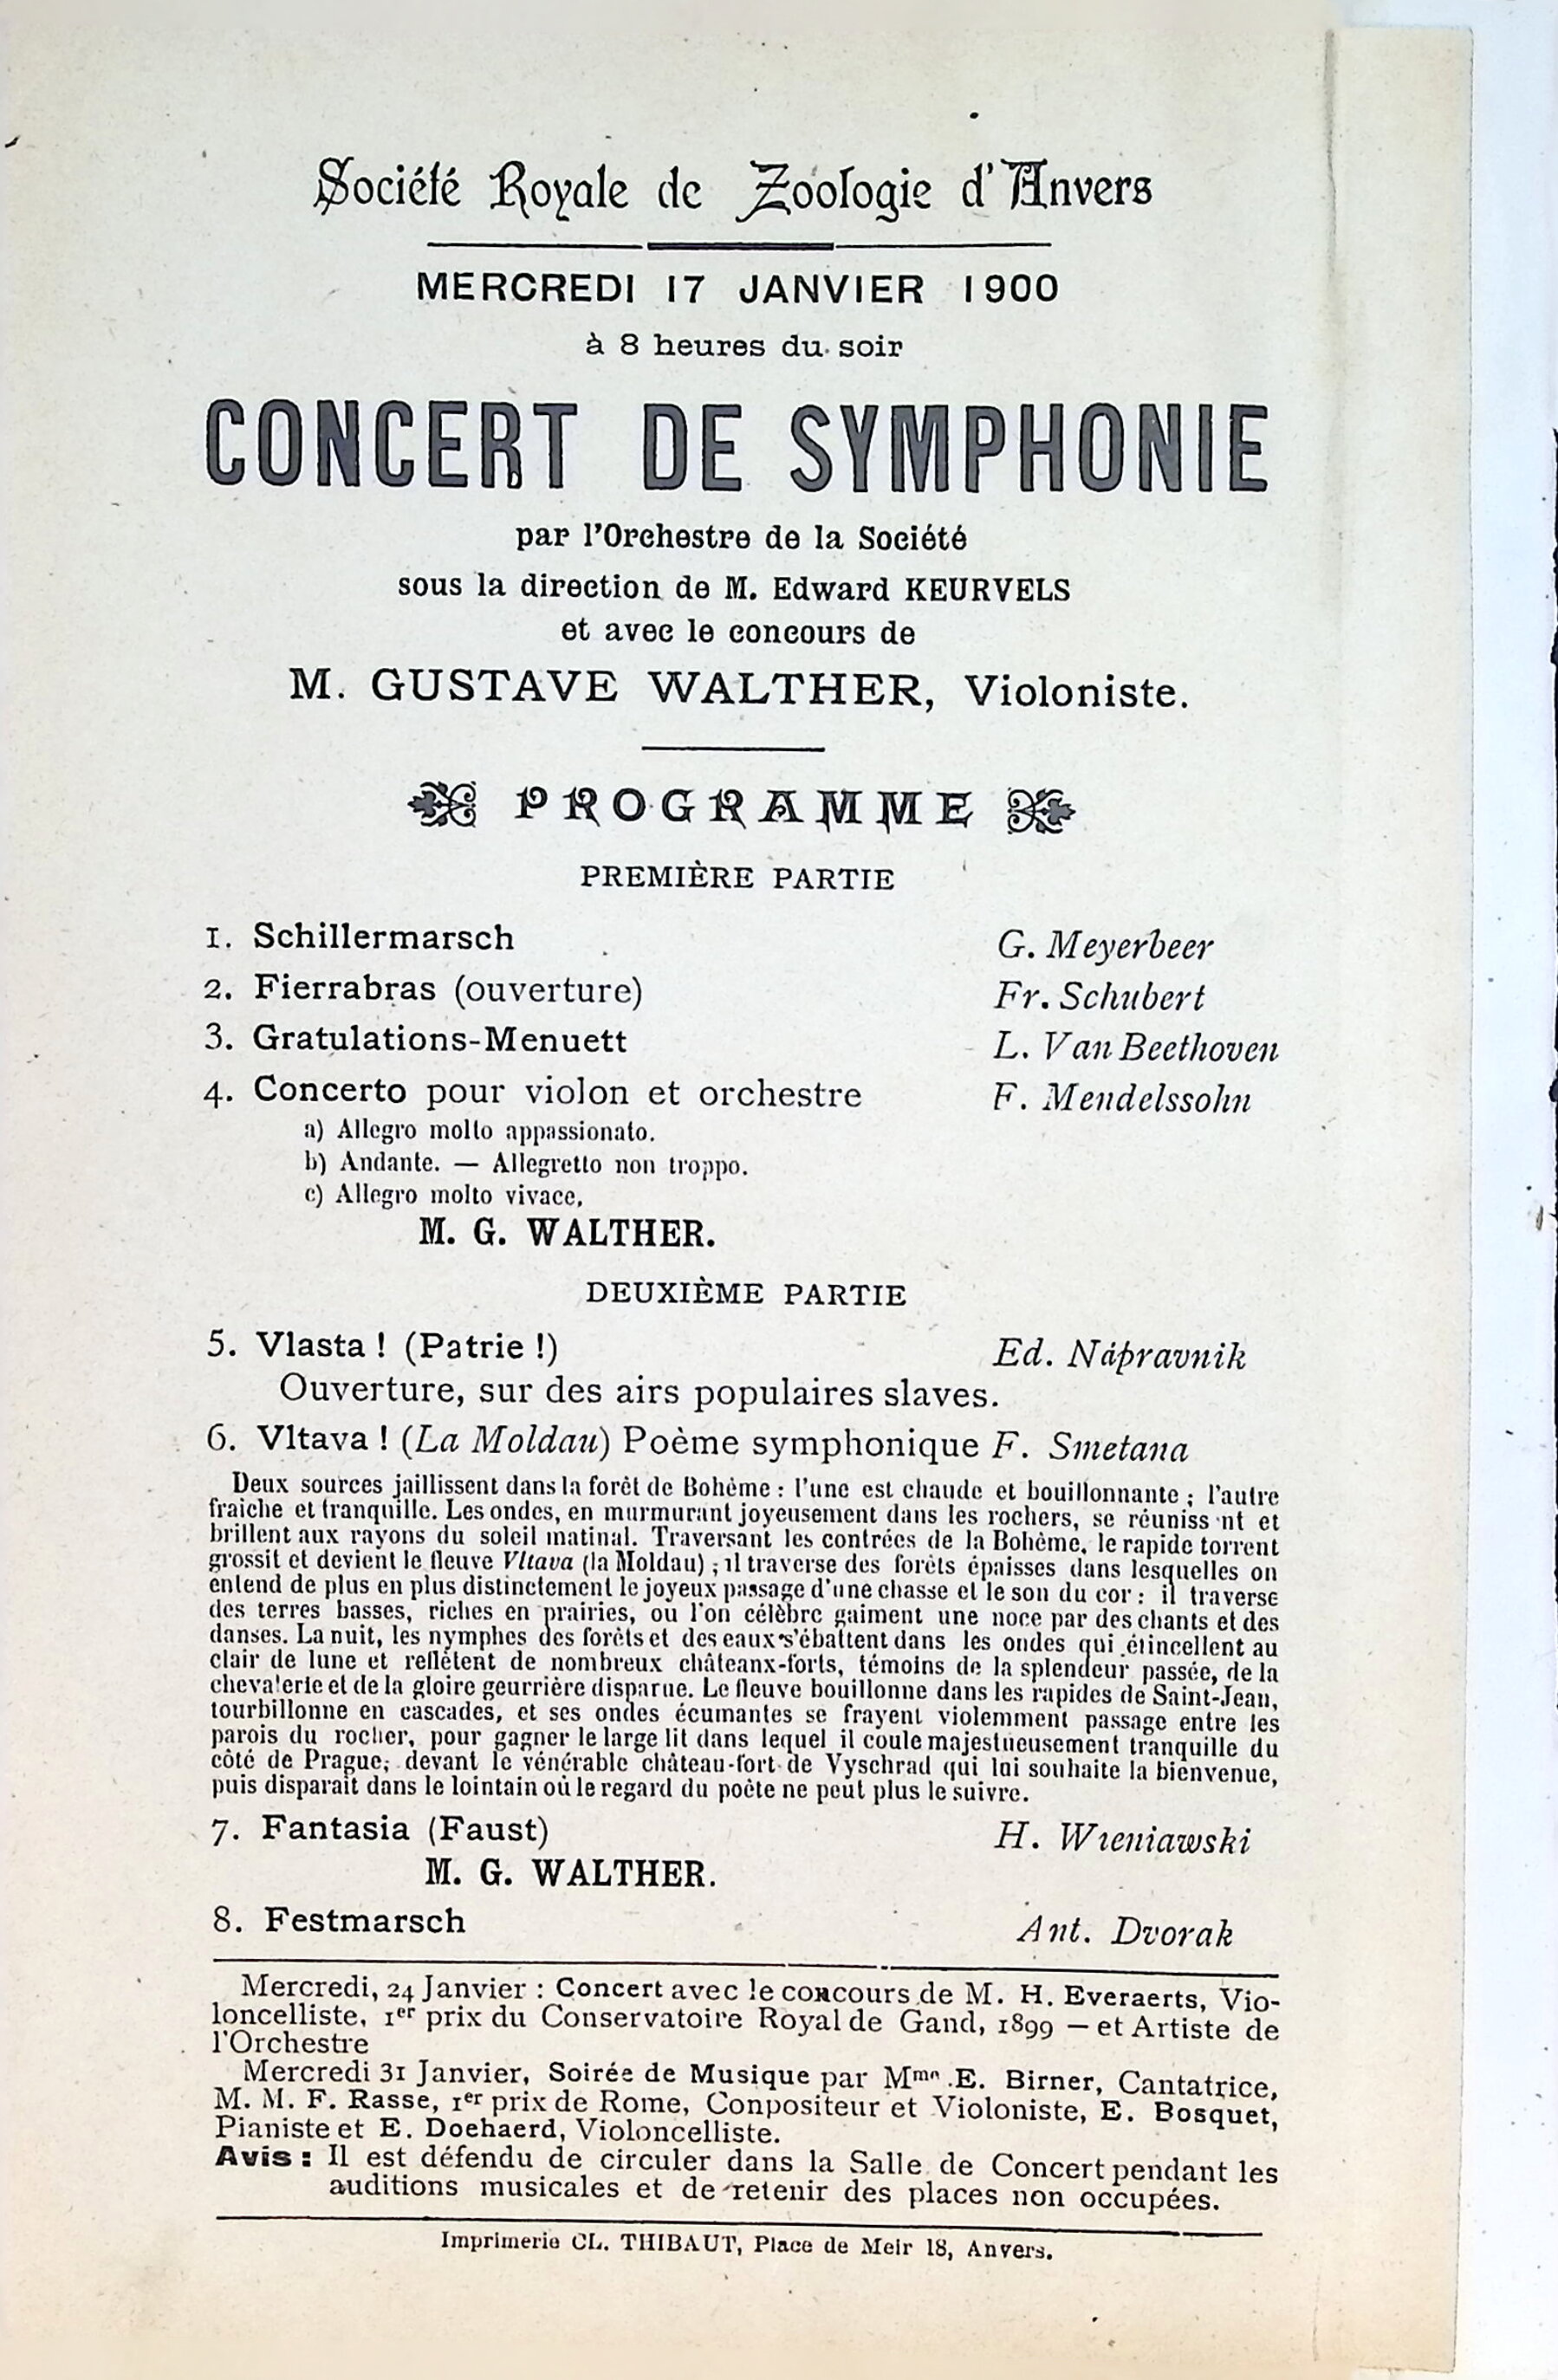 Société Royale de Zoologie d'Anvers
MERCREDI 17 JANVIER 1900
à 8 heures du soir
CONCERT DE SYMPHONIE
par l'Orchestre de la Société
sous la direction de M. Edward KEURVELS
et avec le concours de
M. GUSTAVE WALTHER, Violoniste.
PROGRAMME
PREMIÈRE PARTIE
1. Schillermarsch G. Meyerbeer
2. Fierrabras (ouverture) Fr. Schubert
3. Gratulations-Menuett L. Van Beethoven
4. Concerto pour violon et orchestre F. Mendelssohn
a) Allegro molto appassionato.
b) Andante. — Allegretto non troppo.
c) Allegro molto vivace.
M. G. WALTHER.
DEUXIÈME PARTIE
5. Vlasta ! (Patrie !) Ed. Nápravnik
Ouverture, sur des airs populaires slaves.
6. Vltava ! (La Moldau) Poème symphonique F. Smetana
Deux sources jaillissent dans la forêt de Bohème : l'une est chaude et bouillonnante ; l'autre
fraiche et tranquille. Les ondes, en murmurant joyeusement dans les rochers, se réuniss nt et
brillent aux rayons du soleil matinal. Traversant les contrées de la Bohème, le rapide torrent
grossit et devient le fleuve Vltava (la Moldau) ; il traverse des forêts épaisses dans lesquelles on
entend de plus en plus distinctement le joyeux passage d'une chasse et le son du cor : il traverse
des terres basses, riches en prairies, ou l'on célèbre gaiment une noce par des chants et des
danses. La nuit, les nymphes des forêts et des eaux s'ébattent dans les ondes qui étincellent au
clair de lune et reflètent de nombreux châteanx-forts, témoins de la splendeur passée, de la
chevalerie et de la gloire geurrière disparue. Le fleuve bouillonne dans les rapides de Saint-Jean,
tourbillonne en cascades, et ses ondes écumantes se frayent violemment passage entre les
parois du rocher, pour gagner le large lit dans lequel il coule majestueusement tranquille du
côté de Prague; devant le vénérable château-fort de Vyschrad qui lui souhaite la bienvenue,
puis disparait dans le lointain où le regard du poète ne peut plus le suivre.
7. Fantasia (Faust) H. Wieniawski
M. G. WALTHER.
8. Festmarsch Ant. Dvorak
Mercredi, 24 Janvier : Concert avec le concours de M. H. Everaerts, Vio-
loncelliste, 1er prix du Conservatoire Royal de Gand, 1899 — et Artiste de
l'Orchestre
Mercredi 31 Janvier, Soirée de Musique par Mme E. Birner, Cantatrice,
M. M. F. Rasse, 1er prix de Rome, Conpositeur et Violoniste, E. Bosquet,
Pianiste et E. Doehaerd, Violoncelliste.
Avis : Il est défendu de circuler dans la Salle de Concert pendant les
auditions musicales et de retenir des places non occupées.
Imprimerie CL. THIBAUT, Place de Meir 18, Anvers.